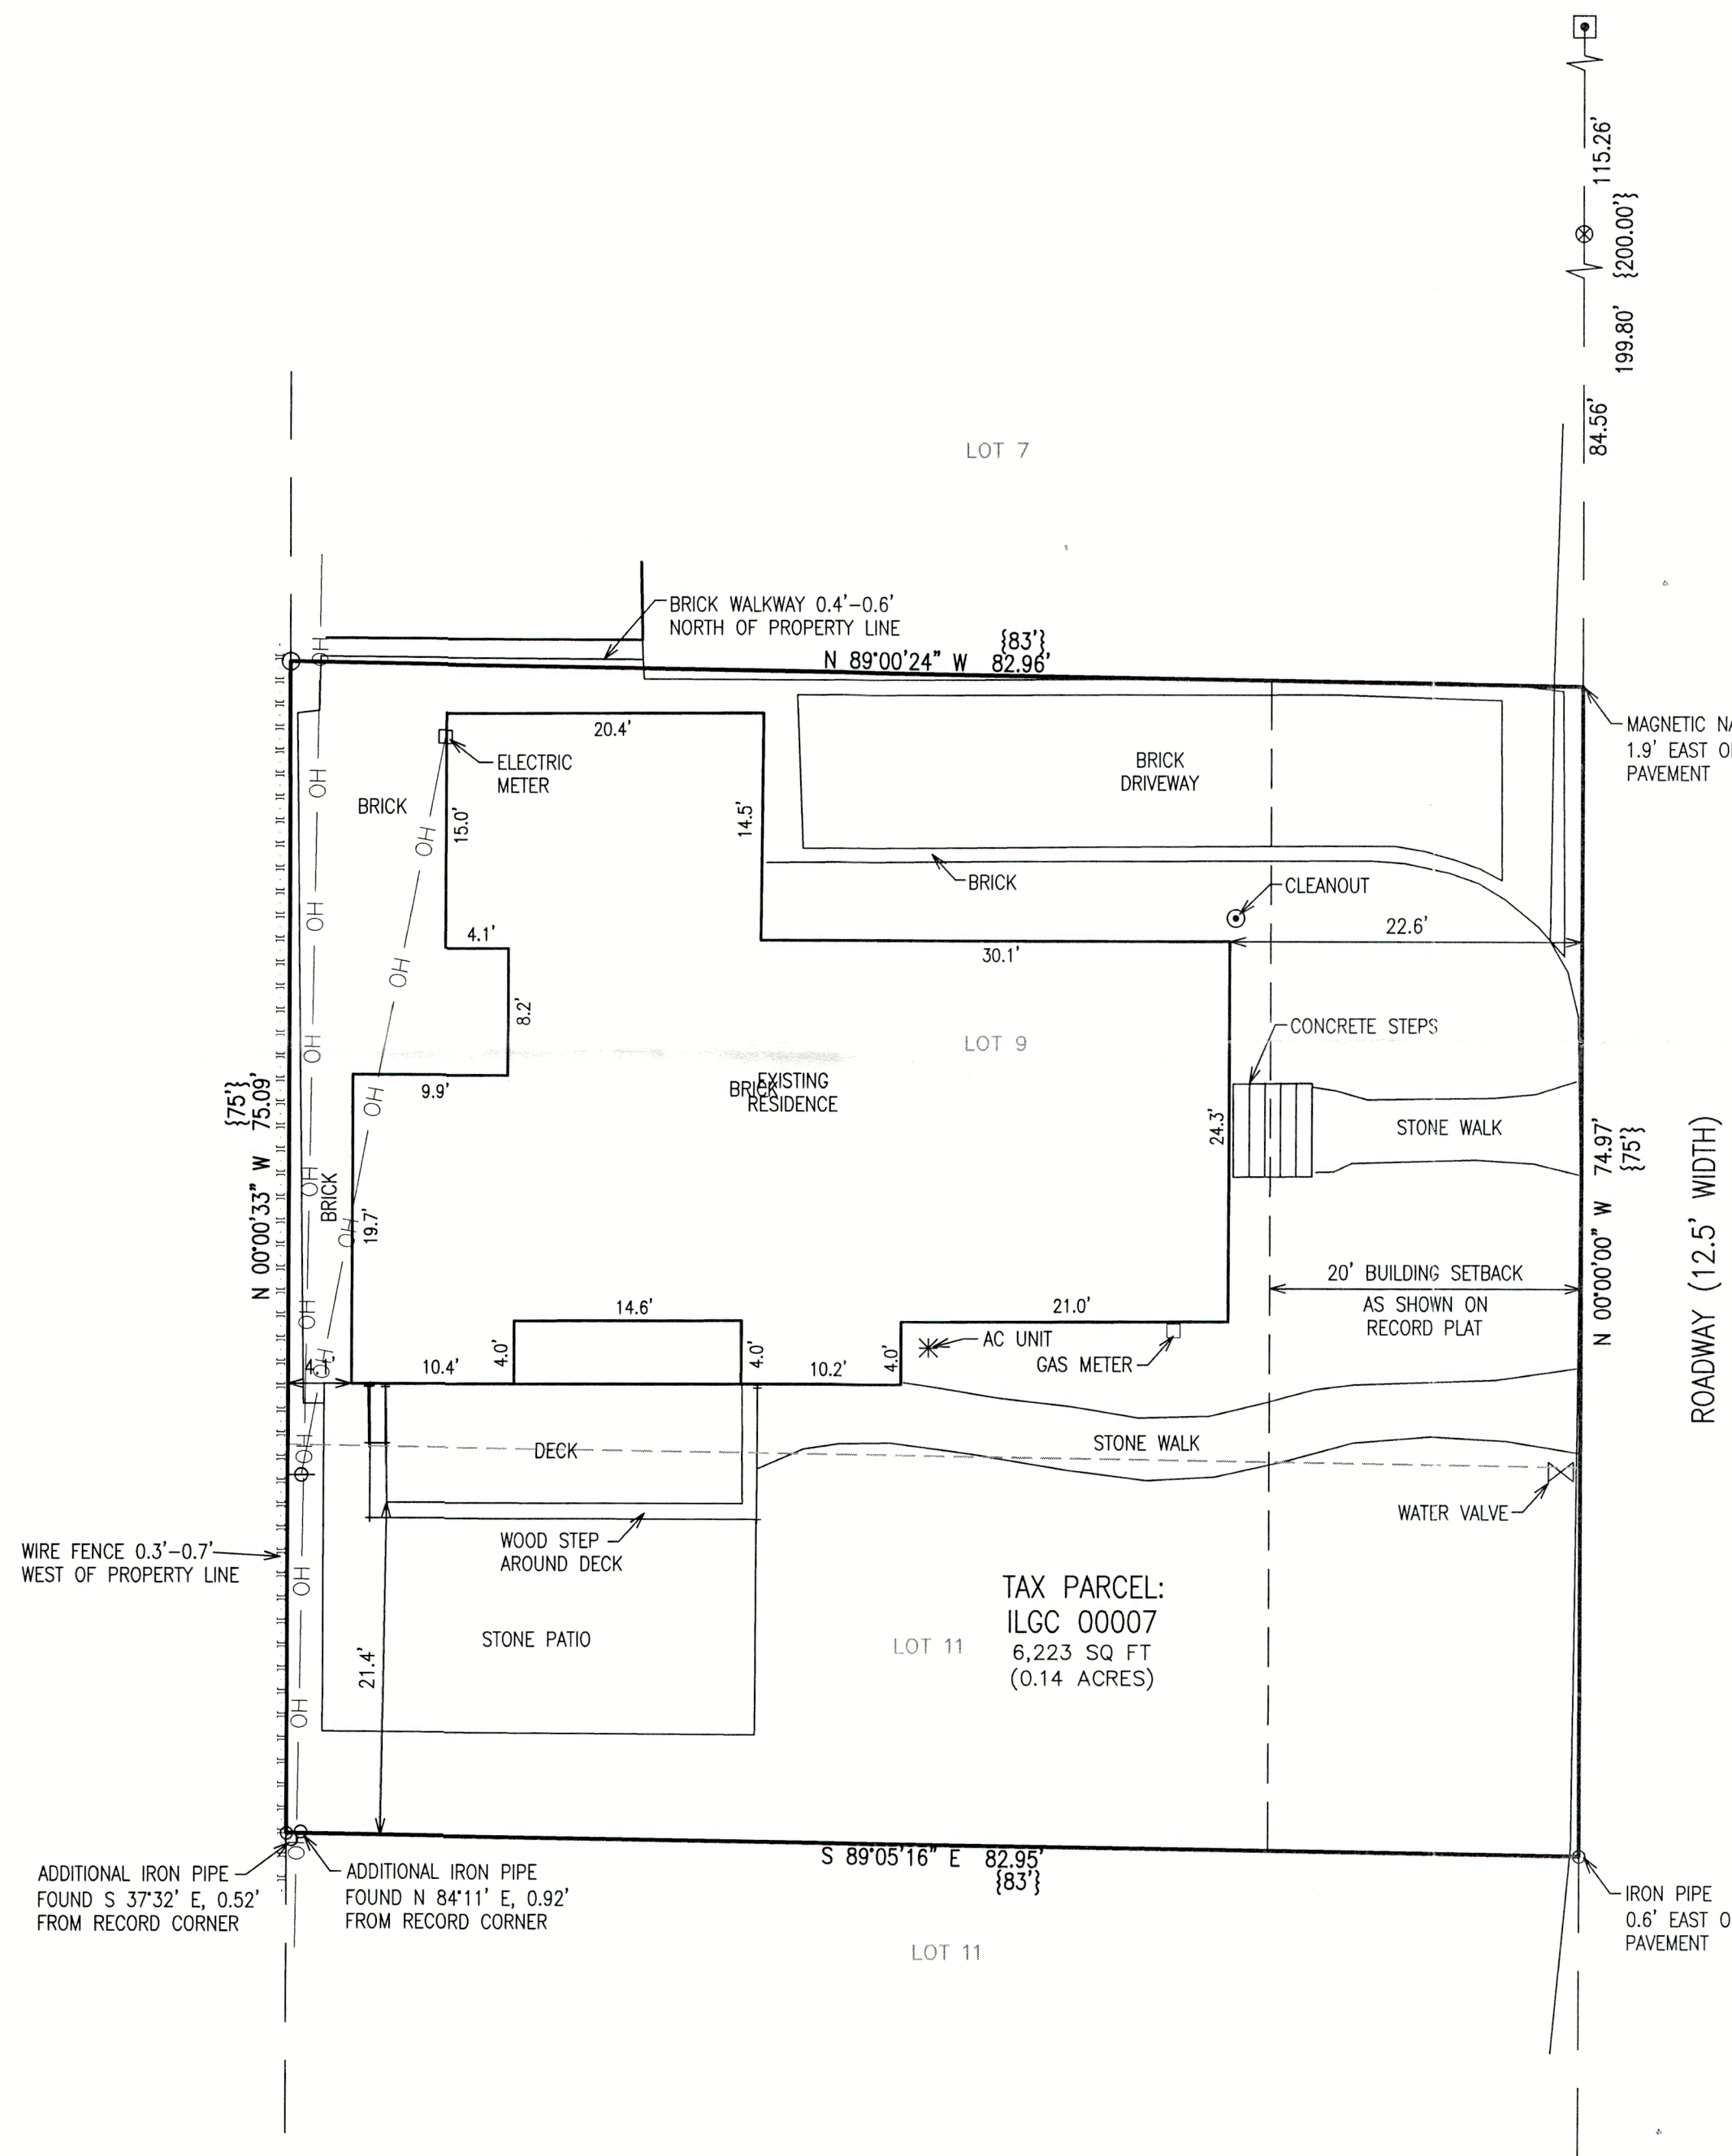 115.26'
199.80' {200.00'}
84.56'
LOT 7
BRICK WALKWAY 0.4'-0.6'
NORTH OF PROPERTY LINE
{83'}
N 89°00'24" W 82.96'
MAGNETIC
1.9' EAST
PAVEMENT
20.4'
ELECTRIC
METER
BRICK
15.0'
14.5'
BRICK
DRIVEWAY
BRICK
CLEANOUT
22.6'
4.1'
30.1'
8.2'
CONCRETE STEPS
LOT 9
9.9'
BRICK
EXISTING
RESIDENCE
STONE WALK
24.3'
{75'}
N 00°00'33" W 75.09'
BRICK
19.7'
N 00°00'00" W 74.97'
{75'}
ROADWAY (12.5' WIDTH)
20' BUILDING SETBACK
AS SHOWN ON
RECORD PLAT
14.6'
21.0'
4.0'
4.0'
4.0'
AC UNIT
GAS METER
10.4'
10.2'
DECK
STONE WALK
WATER VALVE
WOOD STEP
AROUND DECK
WIRE FENCE 0.3'-0.7'
WEST OF PROPERTY LINE
STONE PATIO
21.4'
TAX PARCEL:
ILGC 00007
6,223 SQ FT
(0.14 ACRES)
LOT 11
S 89°05'16" E 82.95'
{83'}
ADDITIONAL IRON PIPE
FOUND S 37°32' E, 0.52'
FROM RECORD CORNER
ADDITIONAL IRON PIPE
FOUND N 84°11' E, 0.92'
FROM RECORD CORNER
IRON PIPE
0.6' EAST
PAVEMENT
LOT 11
OH
OH
OH
OH
OH
OH
OH
OH
OH
OH
OH
OH
OH
OH